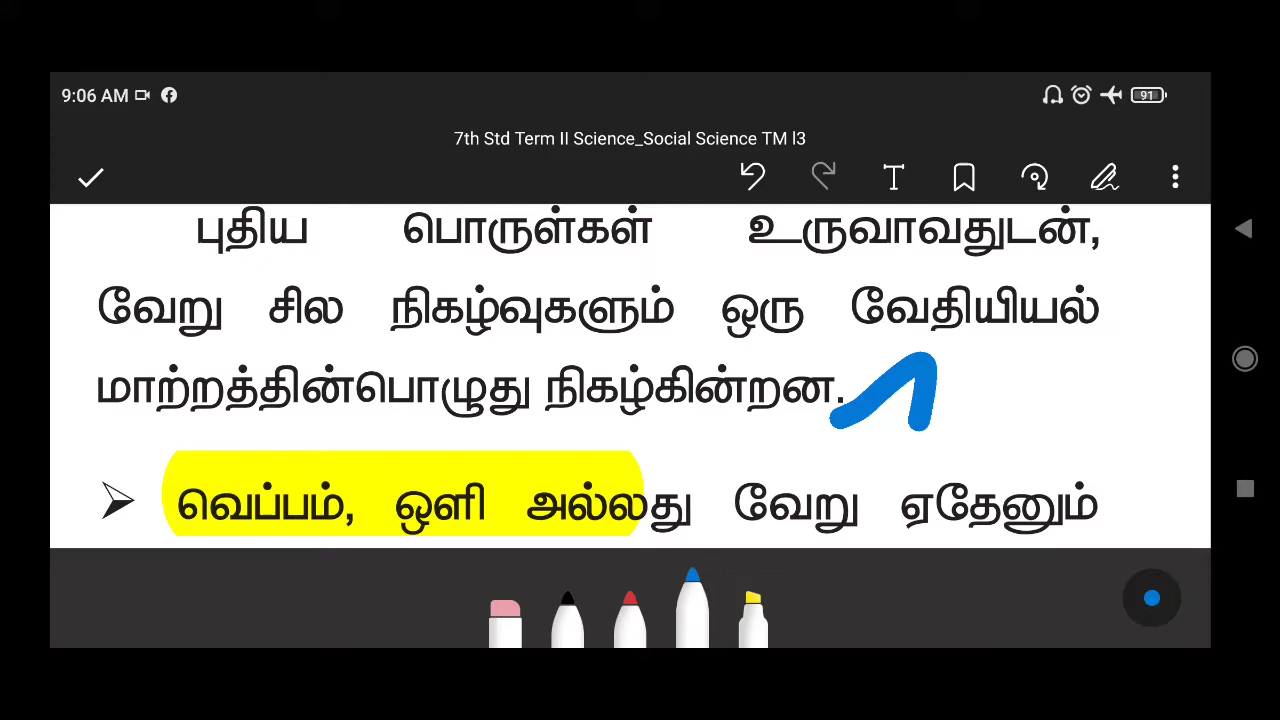 9:06 AM
91
7th Std Term II Science_Social Science TM l3
T
புதிய பொருள்கள் உருவாவதுடன்,
வேறு சில நிகழ்வுகளும் ஒரு வேதியியல்
மாற்றத்தின்பொழுது நிகழ்கின்றன.
➢ வெப்பம், ஒளி அல்லது வேறு ஏதேனும்